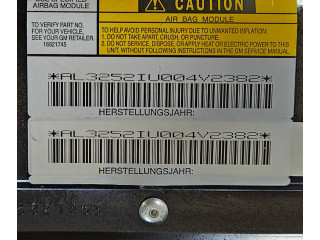 AIRBAG MODULE
TO VERIFY PART NO.
FOR YOUR VEHICLE,
SEE YOUR GM RETAILER.
16821745
CAUTION
AIR BAG MODULE
TO HELP AVOID PERSONAL INJURY DUE TO UNWANTED INFLATION:
1. DO NOT TAKE APART, CRUSH, OR PUNCTURE.
2. DO NOT SERVICE, DISPOSE, OR APPLY HEAT OR ELECTRIC POWER TO THIS
UNIT, WITHOUT FOLLOWING INSTRUCTIONS IN THE GM SERVICE MANUAL.
*AL3252IU004V2382*
HERSTELLUNGSJAHR:
*AL3252IU004V2382*
HERSTELLUNGSJAHR: